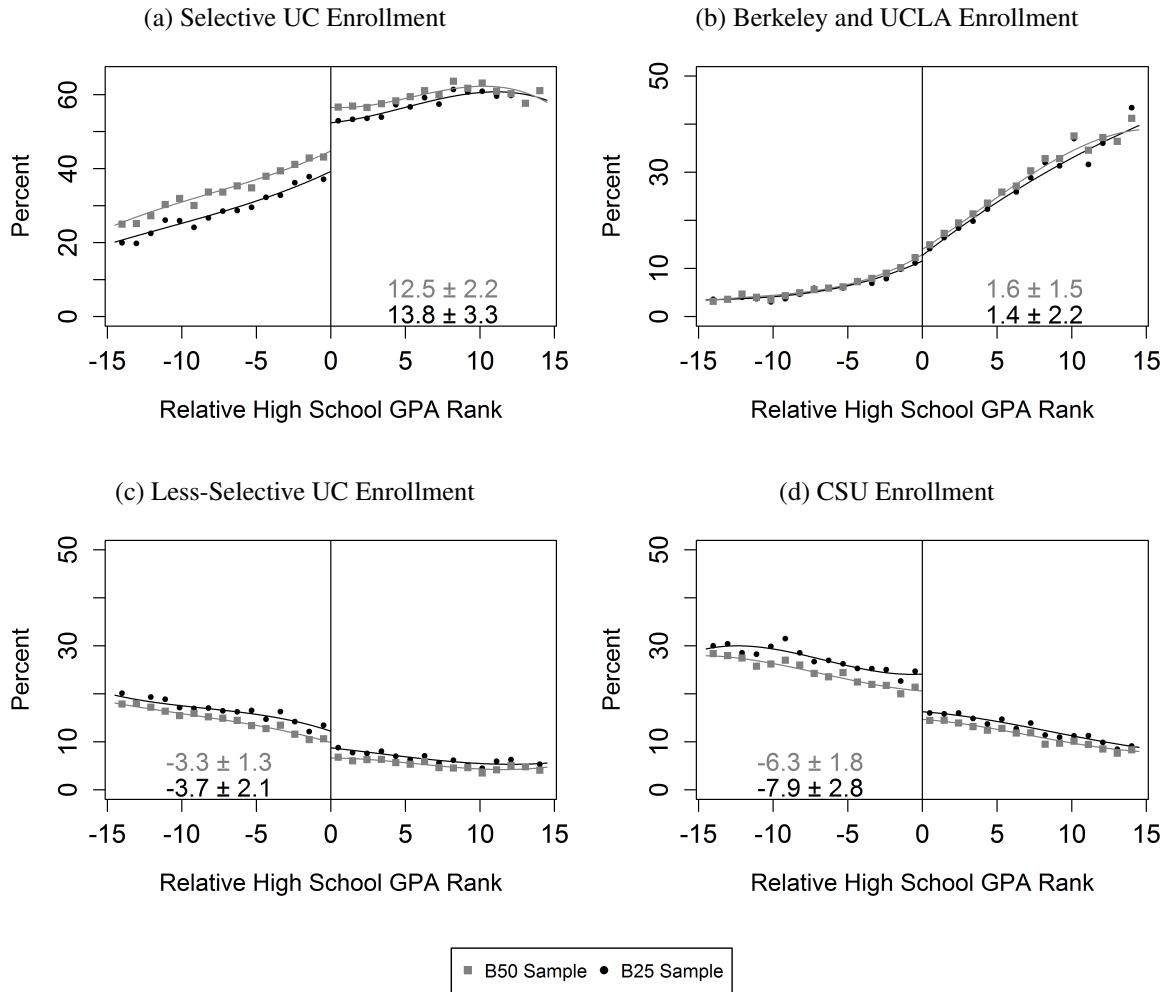 (a) Selective UC Enrollment
Percent
60
40
20
0
12.5 ± 2.2
13.8 ± 3.3
-15 -10 -5 0 5 10 15
Relative High School GPA Rank
(b) Berkeley and UCLA Enrollment
Percent
50
30
10
0
1.6 ± 1.5
1.4 ± 2.2
-15 -10 -5 0 5 10 15
Relative High School GPA Rank
(c) Less-Selective UC Enrollment
Percent
50
30
10
0
-3.3 ± 1.3
-3.7 ± 2.1
-15 -10 -5 0 5 10 15
Relative High School GPA Rank
(d) CSU Enrollment
Percent
50
30
10
0
-6.3 ± 1.8
-7.9 ± 2.8
-15 -10 -5 0 5 10 15
Relative High School GPA Rank
B50 Sample B25 Sample